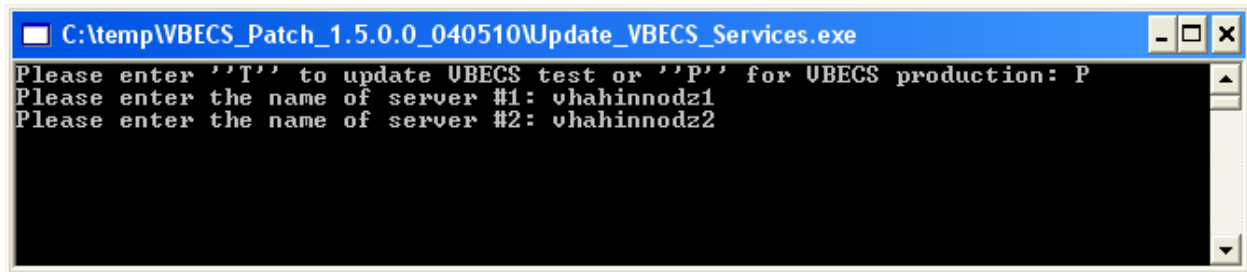 C:\temp\VBECS_Patch_1.5.0.0_040510\Update_VBECS_Services.exe
Please enter ''T'' to update VBECS test or ''P'' for VBECS production: P
Please enter the name of server #1: vhahinnodz1
Please enter the name of server #2: vhahinnodz2